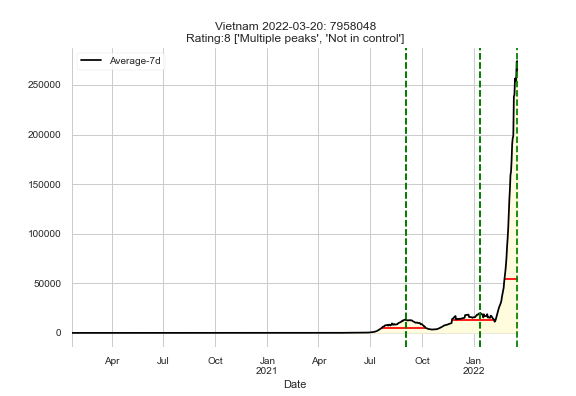 Vietnam 2022-03-20: 7958048
Rating:8 ['Multiple peaks', 'Not in control']
Average-7d
250000
200000
150000
100000
50000
0
Apr Jul Oct Jan Apr Jul Oct Jan
2021 2022
Date